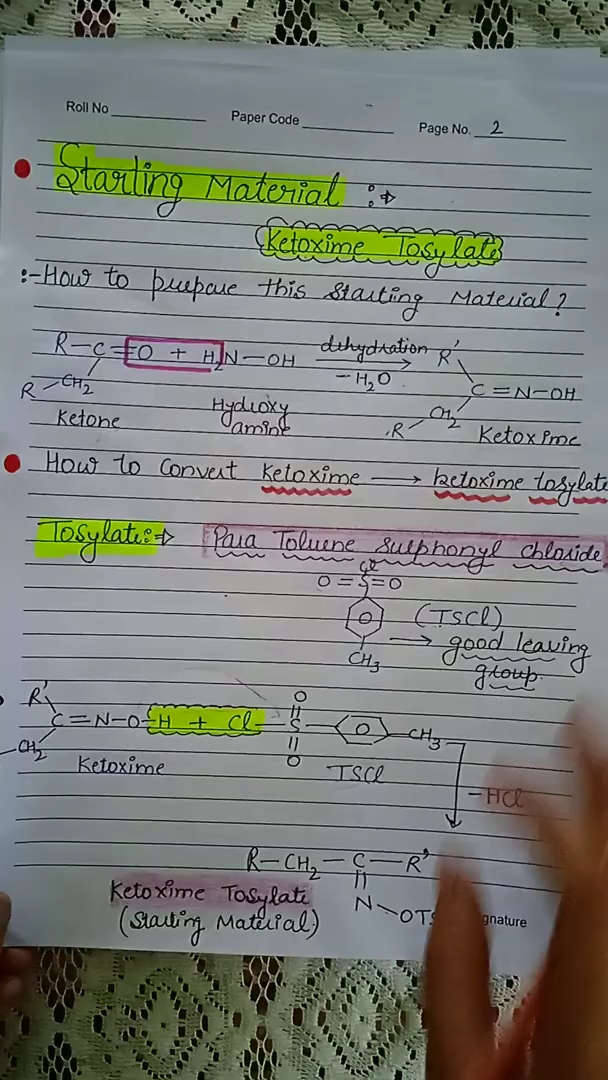 Roll No
Paper Code
Page No. 2
Starting Material :⇒
Ketoxime Tosylate
:-How to prepare this starting Material?
R-C=O + H2N-OH dehydration -H2O → R' C=N-OH
R-CH2
CH2
R
Ketone
Hydroxy amine
Ketoxime
How to convert ketoxime → ketoxime tosylate
Tosylate:⇒ Para Toluene sulphonyl chloride
Cl
O=S=O
(TSCl)
CH3
→ good leaving group.
R' C=N-O-H + Cl-S-CH3
O
O
CH2
Ketoxime
TSCl
-HCl
R-CH2-C-R'
N-OTS
Ketoxime Tosylate
(Starting Material)
gnature